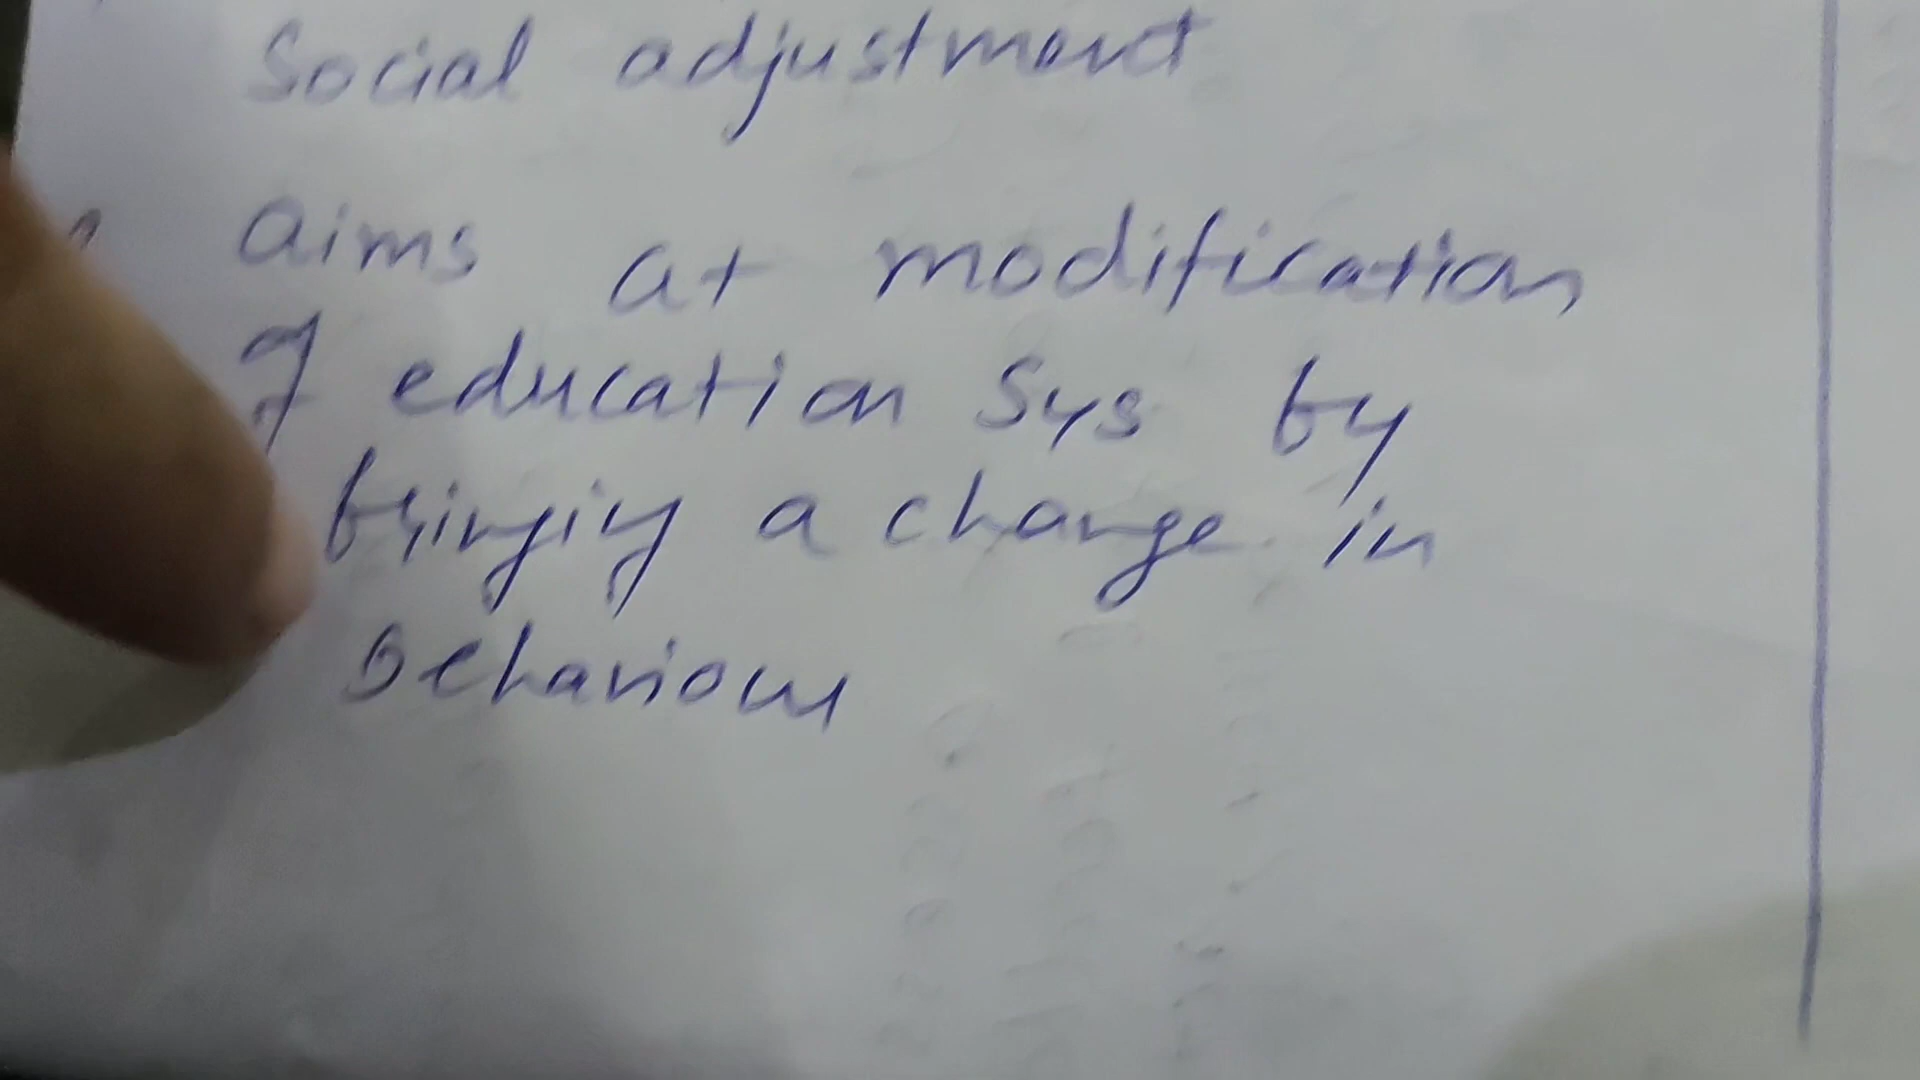 Social adjustment
Aims at modification
of education Sys by
bringing a change in
Behaviour